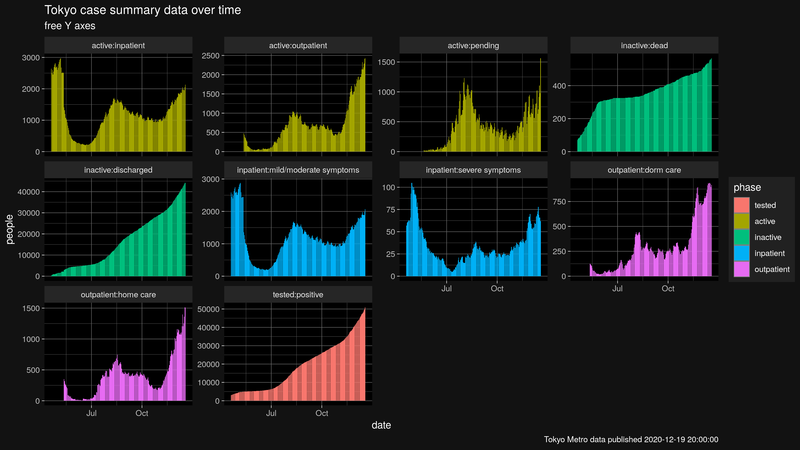 Tokyo case summary data over time
free Y axes
active:inpatient
active:outpatient
active:pending
inactive:dead
3000
2000
1000
0
2500
2000
1500
1000
500
0
1500
1000
500
0
400
200
0
inactive:discharged
inpatient:mild/moderate symptoms
inpatient:severe symptoms
outpatient:dorm care
40000
30000
20000
10000
0
3000
2000
1000
0
100
75
50
25
0
750
500
250
0
Jul
Oct
Jul
Oct
outpatient:home care
tested:positive
1500
1000
500
0
50000
40000
30000
20000
10000
0
Jul
Oct
Jul
Oct
people
date
phase
tested
active
inactive
inpatient
outpatient
Tokyo Metro data published 2020-12-19 20:00:00